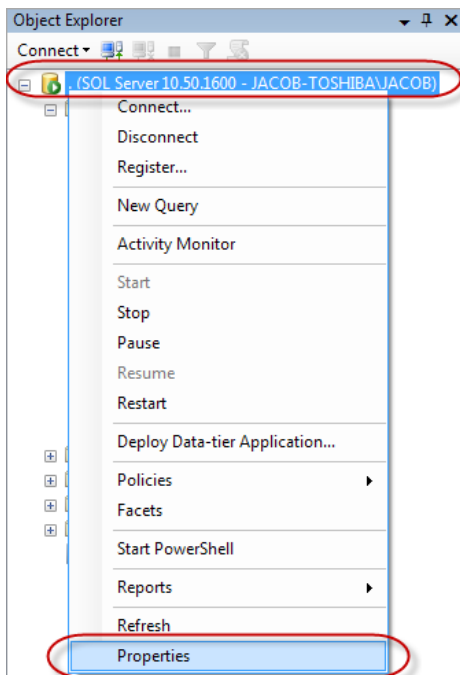 Object Explorer
Connect
. (SQL Server 10.50.1600 - JACOB-TOSHIBA\JACOB)
Connect...
Disconnect
Register...
New Query
Activity Monitor
Start
Stop
Pause
Resume
Restart
Deploy Data-tier Application...
Policies
Facets
Start PowerShell
Reports
Refresh
Properties